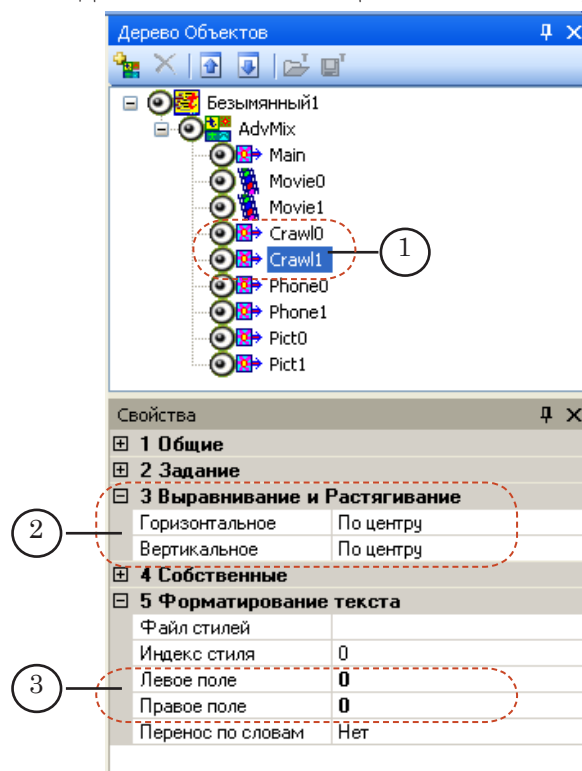 Дерево Объектов
Безымянный1
AdvMix
Main
Movie0
Movie1
Crawl0
Crawl1
1
Phone0
Phone1
Pict0
Pict1
Свойства
1 Общие
2 Задание
3 Выравнивание и Растягивание
2
Горизонтальное По центру
Вертикальное По центру
4 Собственные
5 Форматирование текста
Файл стилей
Индекс стиля 0
3
Левое поле 0
Правое поле 0
Перенос по словам Нет